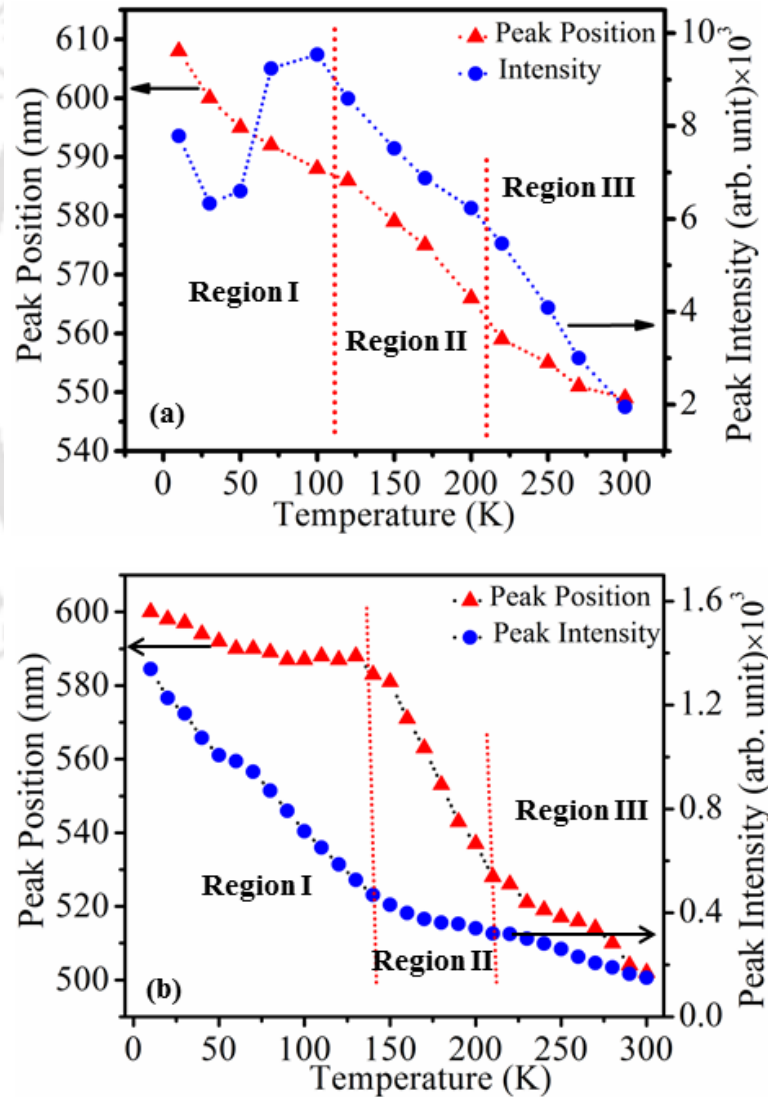 10³
610
600
590
580
570
560
550
540
Peak Position (nm)
Peak Position
Intensity
Region I
Region II
Region III
(a)
10
8
6
4
2
Peak Intensity (arb. unit)×10³
0 50 100 150 200 250 300
Temperature (K)
600
580
560
540
520
500
Peak Position (nm)
Peak Position
Peak Intensity
Region I
Region II
Region III
(b)
1.6
1.2
0.8
0.4
0.0
Peak Intensity (arb. unit)×10³
0 50 100 150 200 250 300
Temperature (K)